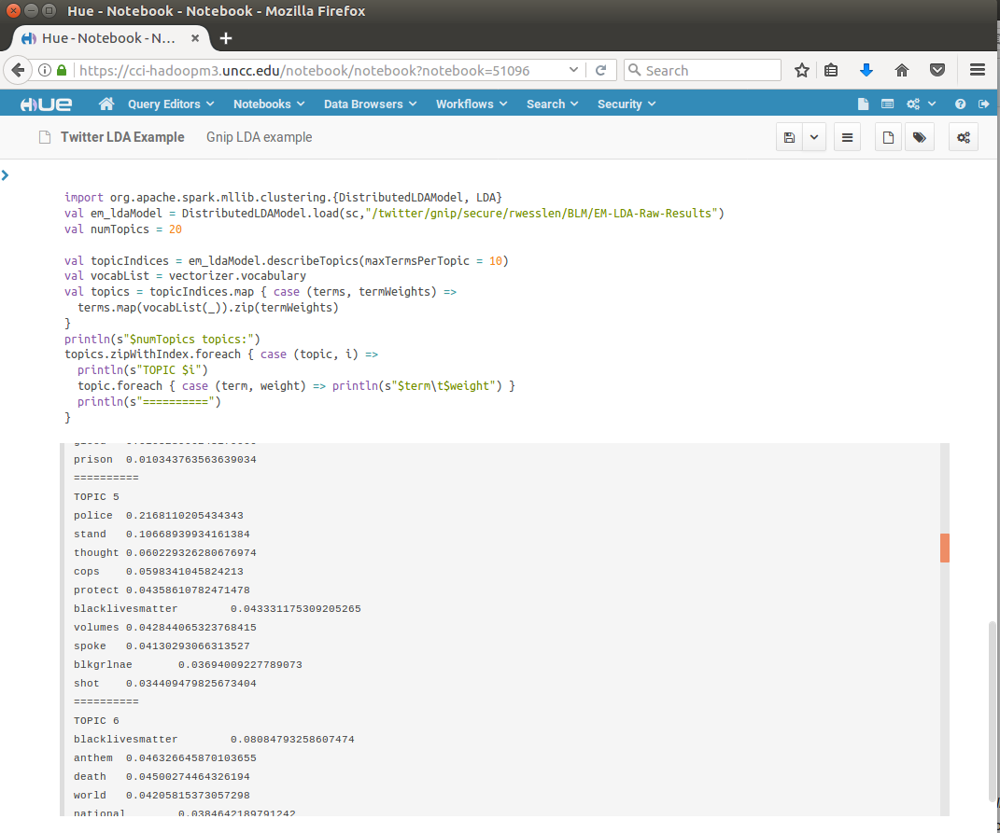 Hue - Notebook - Notebook - Mozilla Firefox
Hue - Notebook - N...
https://cci-hadoopm3.uncc.edu/notebook/notebook?notebook=51096
Search
HUE Query Editors Notebooks Data Browsers Workflows Search Security
Twitter LDA Example Gnip LDA example
import org.apache.spark.mllib.clustering.{DistributedLDAModel, LDA}
val em_ldaModel = DistributedLDAModel.load(sc,"/twitter/gnip/secure/rwesslen/BLM/EM-LDA-Raw-Results")
val numTopics = 20
val topicIndices = em_ldaModel.describeTopics(maxTermsPerTopic = 10)
val vocabList = vectorizer.vocabulary
val topics = topicIndices.map { case (terms, termWeights) =>
terms.map(vocabList(_)).zip(termWeights)
}
println(s"$numTopics topics:")
topics.zipWithIndex.foreach { case (topic, i) =>
println(s"TOPIC $i")
topic.foreach { case (term, weight) => println(s"$term\t$weight") }
println(s"==========")
}
prison 0.010343763563639034
==========
TOPIC 5
police 0.2168110205434343
stand 0.10668939934161384
thought 0.060229326280676974
cops 0.0598341045824213
protect 0.04358610782471478
blacklivesmatter 0.043331175309205265
volumes 0.042844065323768415
spoke 0.04130293066313527
blkgrlnae 0.03694009227789073
shot 0.034409479825673404
==========
TOPIC 6
blacklivesmatter 0.08084793258607474
anthem 0.046326645870103655
death 0.04500274464326194
world 0.04205815373057298
national 0.0384642189791242